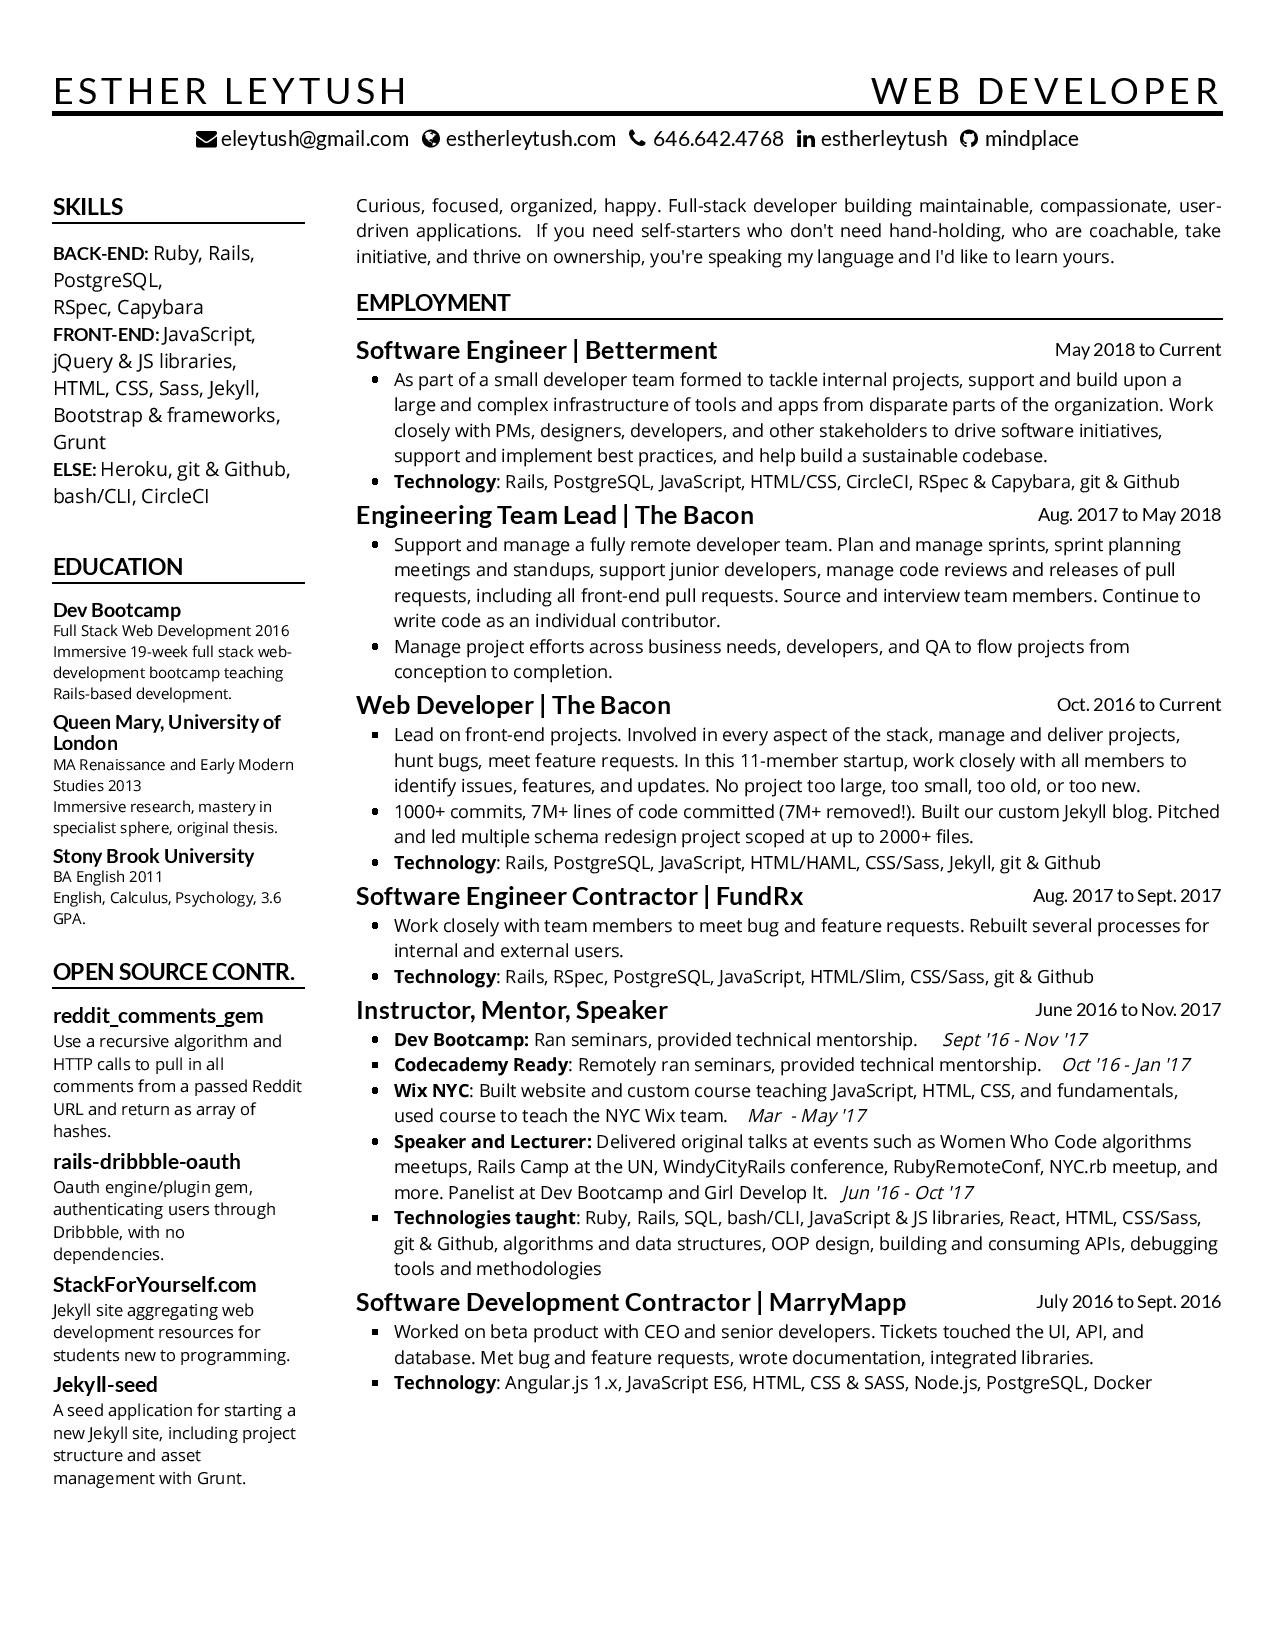 ESTHER LEYTUSH WEB DEVELOPER
eleytush@gmail.com estherleytush.com 646.642.4768 estherleytush mindplace
SKILLS
BACK-END: Ruby, Rails,
PostgreSQL,
RSpec, Capybara
FRONT-END: JavaScript,
jQuery & JS libraries,
HTML, CSS, Sass, Jekyll,
Bootstrap & frameworks,
Grunt
ELSE: Heroku, git & Github,
bash/CLI, CircleCI
EDUCATION
Dev Bootcamp
Full Stack Web Development 2016
Immersive 19-week full stack web-
development bootcamp teaching
Rails-based development.
Queen Mary, University of
London
MA Renaissance and Early Modern
Studies 2013
Immersive research, mastery in
specialist sphere, original thesis.
Stony Brook University
BA English 2011
English, Calculus, Psychology, 3.6
GPA.
OPEN SOURCE CONTR.
reddit_comments_gem
Use a recursive algorithm and
HTTP calls to pull in all
comments from a passed Reddit
URL and return as array of
hashes.
rails-dribbble-oauth
Oauth engine/plugin gem,
authenticating users through
Dribbble, with no
dependencies.
StackForYourself.com
Jekyll site aggregating web
development resources for
students new to programming.
Jekyll-seed
A seed application for starting a
new Jekyll site, including project
structure and asset
management with Grunt.
Curious, focused, organized, happy. Full-stack developer building maintainable, compassionate, user-
driven applications. If you need self-starters who don't need hand-holding, who are coachable, take
initiative, and thrive on ownership, you're speaking my language and I'd like to learn yours.
EMPLOYMENT
Software Engineer | Betterment May 2018 to Current
▪ As part of a small developer team formed to tackle internal projects, support and build upon a
large and complex infrastructure of tools and apps from disparate parts of the organization. Work
closely with PMs, designers, developers, and other stakeholders to drive software initiatives,
support and implement best practices, and help build a sustainable codebase.
▪ Technology: Rails, PostgreSQL, JavaScript, HTML/CSS, CircleCI, RSpec & Capybara, git & Github
Engineering Team Lead | The Bacon Aug. 2017 to May 2018
▪ Support and manage a fully remote developer team. Plan and manage sprints, sprint planning
meetings and standups, support junior developers, manage code reviews and releases of pull
requests, including all front-end pull requests. Source and interview team members. Continue to
write code as an individual contributor.
▪ Manage project efforts across business needs, developers, and QA to flow projects from
conception to completion.
Web Developer | The Bacon Oct. 2016 to Current
▪ Lead on front-end projects. Involved in every aspect of the stack, manage and deliver projects,
hunt bugs, meet feature requests. In this 11-member startup, work closely with all members to
identify issues, features, and updates. No project too large, too small, too old, or too new.
▪ 1000+ commits, 7M+ lines of code committed (7M+ removed!). Built our custom Jekyll blog. Pitched
and led multiple schema redesign project scoped at up to 2000+ files.
▪ Technology: Rails, PostgreSQL, JavaScript, HTML/HAML, CSS/Sass, Jekyll, git & Github
Software Engineer Contractor | FundRx Aug. 2017 to Sept. 2017
▪ Work closely with team members to meet bug and feature requests. Rebuilt several processes for
internal and external users.
▪ Technology: Rails, RSpec, PostgreSQL, JavaScript, HTML/Slim, CSS/Sass, git & Github
Instructor, Mentor, Speaker June 2016 to Nov. 2017
▪ Dev Bootcamp: Ran seminars, provided technical mentorship. Sept '16 - Nov '17
▪ Codecademy Ready: Remotely ran seminars, provided technical mentorship. Oct '16 - Jan '17
▪ Wix NYC: Built website and custom course teaching JavaScript, HTML, CSS, and fundamentals,
used course to teach the NYC Wix team. Mar - May '17
▪ Speaker and Lecturer: Delivered original talks at events such as Women Who Code algorithms
meetups, Rails Camp at the UN, WindyCityRails conference, RubyRemoteConf, NYC.rb meetup, and
more. Panelist at Dev Bootcamp and Girl Develop It. Jun '16 - Oct '17
▪ Technologies taught: Ruby, Rails, SQL, bash/CLI, JavaScript & JS libraries, React, HTML, CSS/Sass,
git & Github, algorithms and data structures, OOP design, building and consuming APIs, debugging
tools and methodologies
Software Development Contractor | MarryMapp July 2016 to Sept. 2016
▪ Worked on beta product with CEO and senior developers. Tickets touched the UI, API, and
database. Met bug and feature requests, wrote documentation, integrated libraries.
▪ Technology: Angular.js 1.x, JavaScript ES6, HTML, CSS & SASS, Node.js, PostgreSQL, Docker